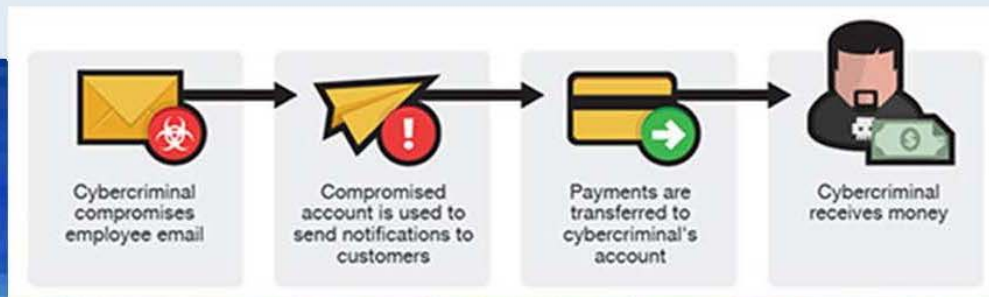 Cybercriminal
compromises
employee email
Compromised
account is used to
send notifications to
customers
Payments are
transferred to
cybercriminal's
account
Cybercriminal
receives money